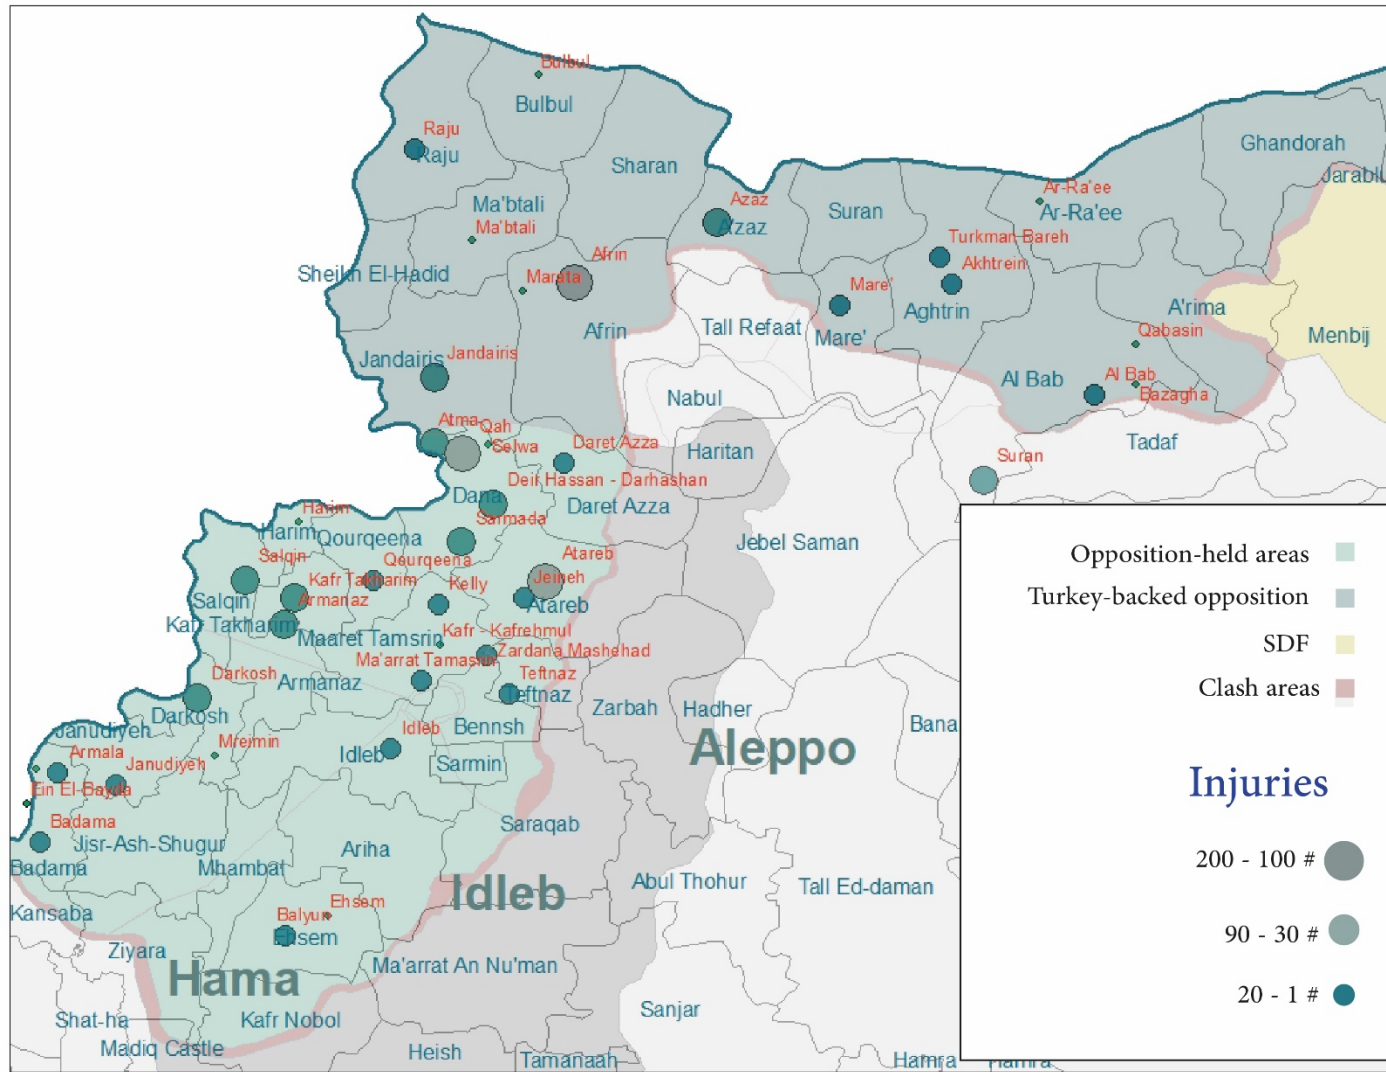 Bulbul
Bulbul
Raju
Raju
Sharan
Ghandorah
Jarablu
Ma'btali
Ma'btali
Azaz
A'zaz
Suran
Ar-Ra'ee
Ar-Ra'ee
Turkman Bareh
Akhtrein
Sheikh El-Hadid
Afrin
Marata
Mare'
Aghtrin
A'rima
Afrin
Tall Refaat
Mare'
Qabasin
Menbij
Jandairis
Jandairis
Al Bab
Al Bab
Bazagha
Nabul
Atma
Qah
Selwa
Daret Azza
Haritan
Tadaf
Suran
Deir Hassan - Darhashan
Dana
Daret Azza
Harim
Harim
Qourqeena
Sarmada
Jebel Saman
Salqin
Qourqeena
Atareb
Kafr Takharim
Kelly
Jeineh
Salqin
Armanaz
Atareb
Kafr Takharim
Maaret Tamsrin
Kafr - Kafrehmul
Ma'arrat Tamasrin
Zardana Mashehad
Darkosh
Armanaz
Teftnaz
Teftnaz
Darkosh
Zarbah
Hadher
Bana
Janudiyeh
Mreimin
Idleb
Idleb
Bennsh
Aleppo
Armala
Janudiyeh
Sarmin
Ein El-Bayda
Badama
Saraqab
Jisr-Ash-Shugur
Ariha
Badama
Mhambal
Abul Thohur
Tall Ed-daman
Idleb
Kansaba
Balyun
Ehsem
Ehsem
Ziyara
Hama
Ma'arrat An Nu'man
Shat-ha
Kafr Nobol
Sanjar
Madiq Castle
Heish
Tamanaah
Hamra
Hamra
Opposition-held areas
Turkey-backed opposition
SDF
Clash areas
Injuries
200 - 100 #
90 - 30 #
20 - 1 #